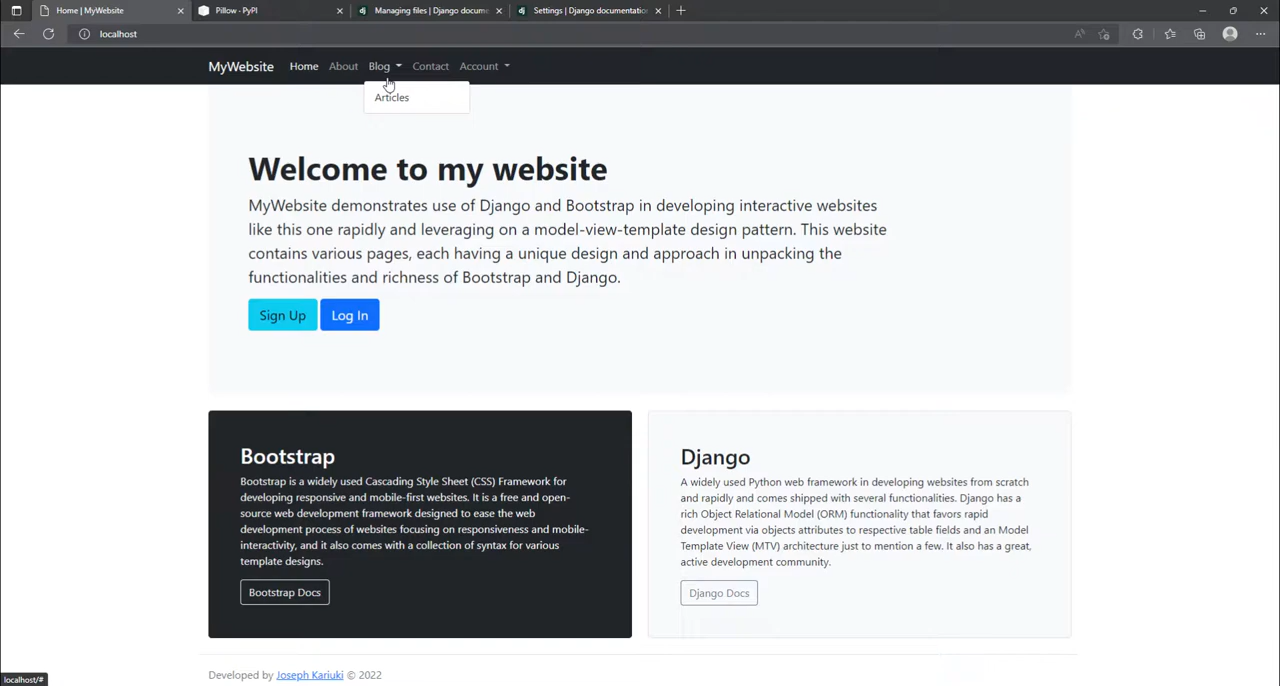 Home | MyWebsite
Pillow · PyPI
Managing files | Django docume
Settings | Django documentatio
localhost
MyWebsite Home About Blog Contact Account
Articles
Welcome to my website
MyWebsite demonstrates use of Django and Bootstrap in developing interactive websites
like this one rapidly and leveraging on a model-view-template design pattern. This website
contains various pages, each having a unique design and approach in unpacking the
functionalities and richness of Bootstrap and Django.
Sign Up Log In
Bootstrap
Bootstrap is a widely used Cascading Style Sheet (CSS) Framework for
developing responsive and mobile-first websites. It is a free and open-
source web development framework designed to ease the web
development process of websites focusing on responsiveness and mobile-
interactivity, and it also comes with a collection of syntax for various
template designs.
Bootstrap Docs
Django
A widely used Python web framework in developing websites from scratch
and rapidly and comes shipped with several functionalities. Django has a
rich Object Relational Model (ORM) functionality that favors rapid
development via objects attributes to respective table fields and an Model
Template View (MTV) architecture just to mention a few. It also has a great,
active development community.
Django Docs
Developed by Joseph Kariuki © 2022
localhost/#